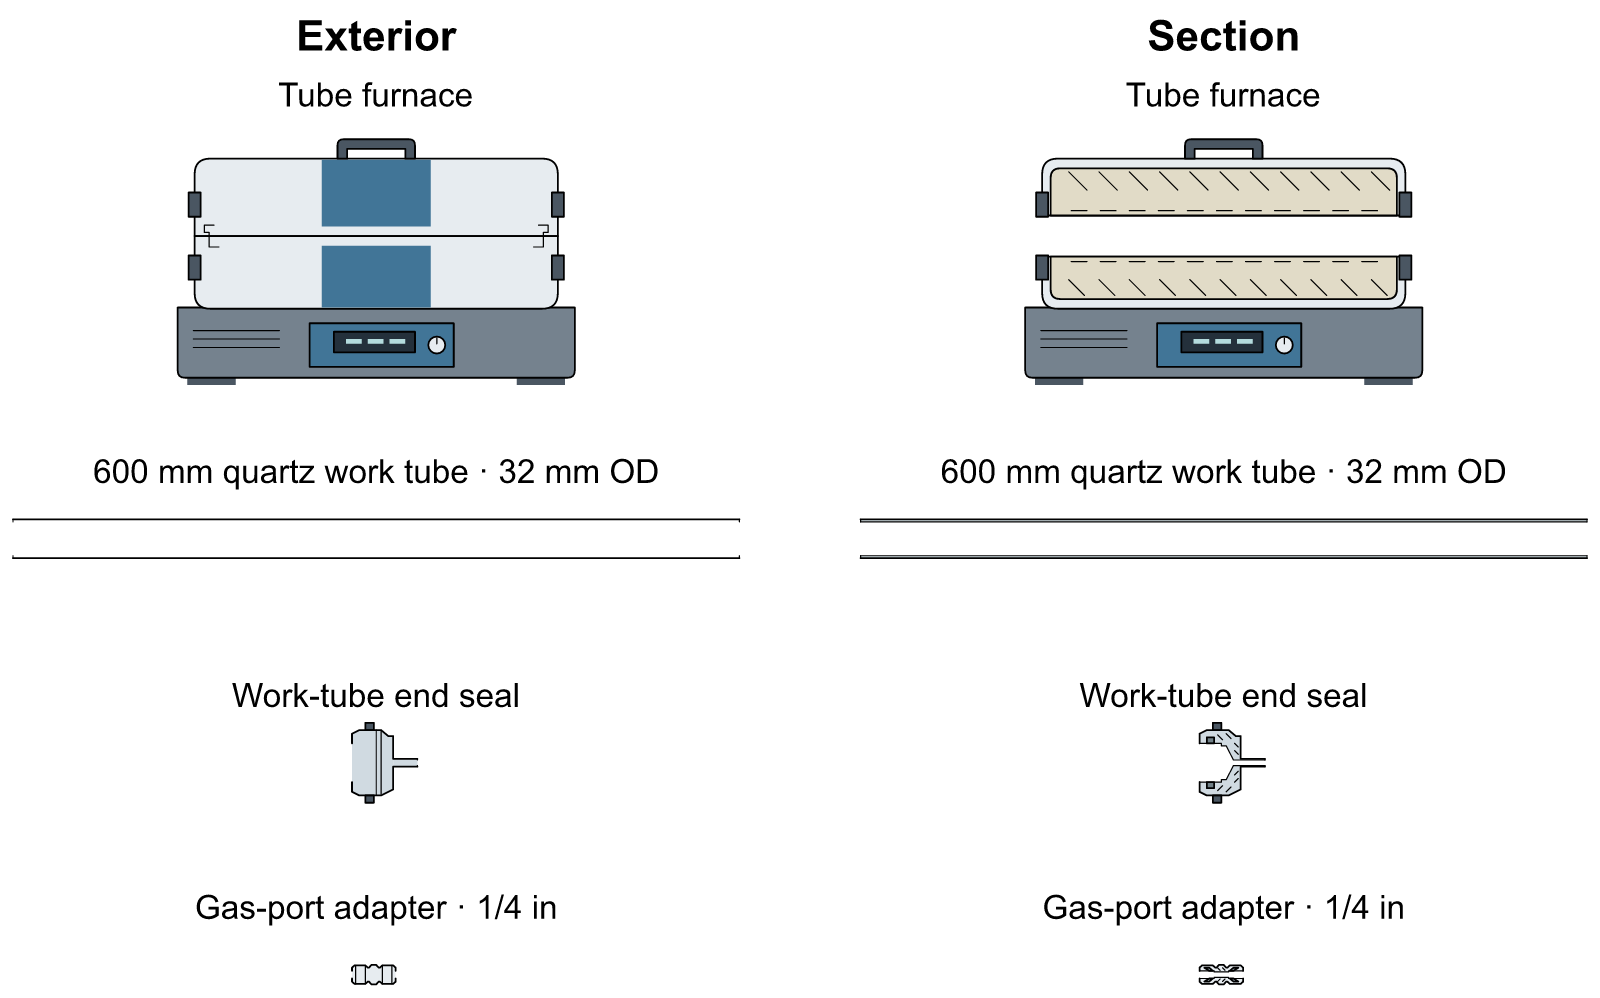 Exterior
Section
Tube furnace
Tube furnace
600 mm quartz work tube · 32 mm OD
600 mm quartz work tube · 32 mm OD
Work-tube end seal
Work-tube end seal
Gas-port adapter · 1/4 in
Gas-port adapter · 1/4 in